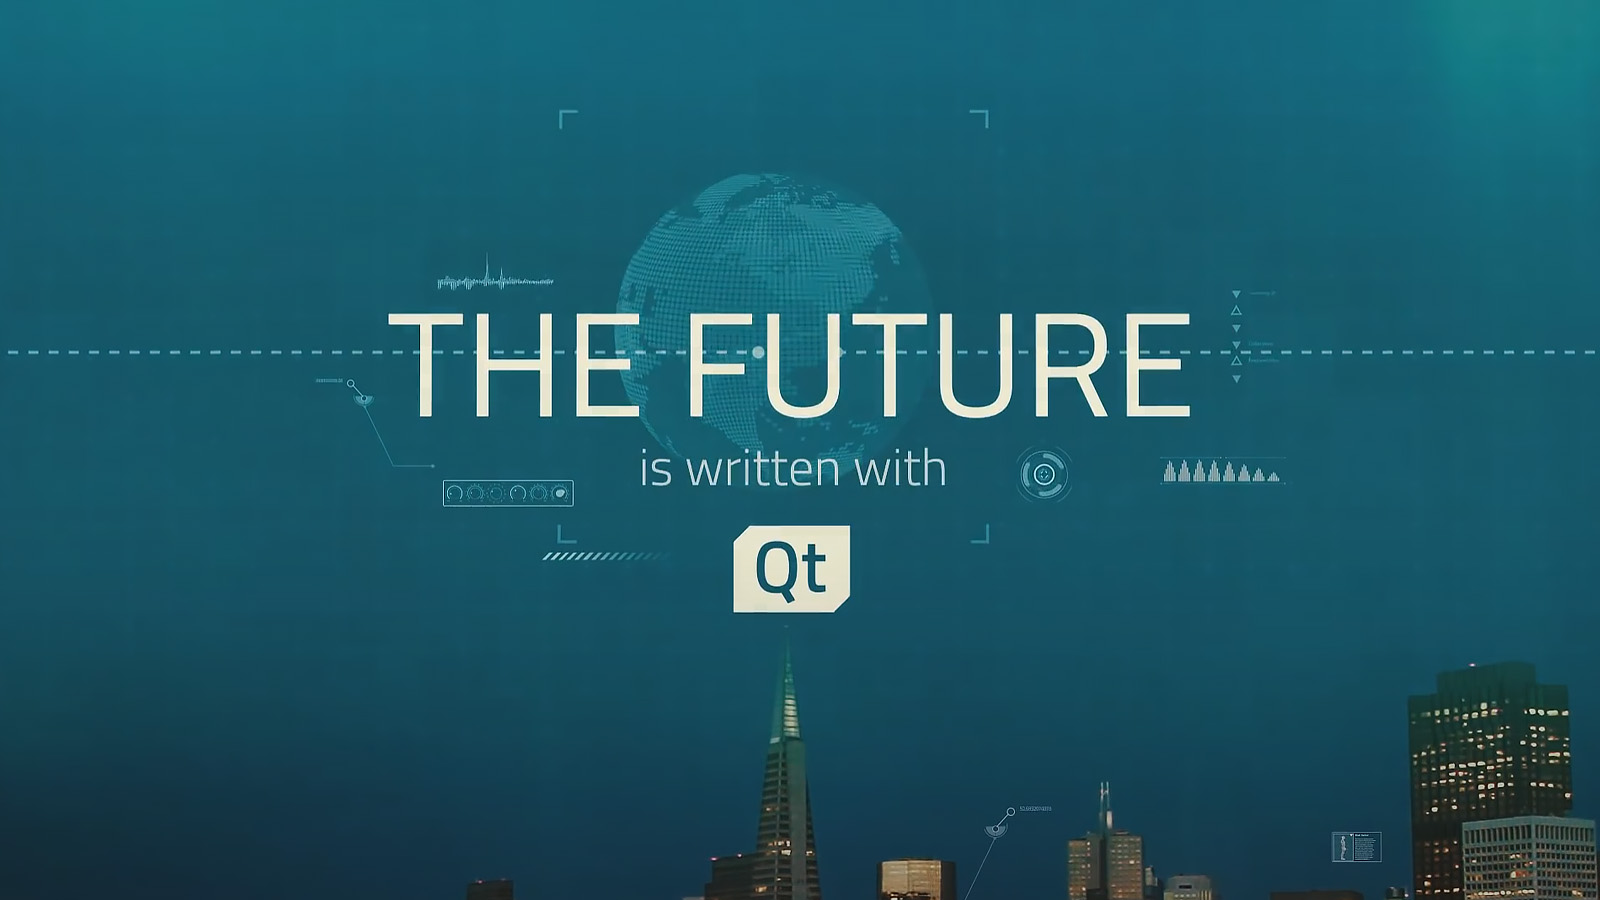 THE FUTURE
is written with
Qt